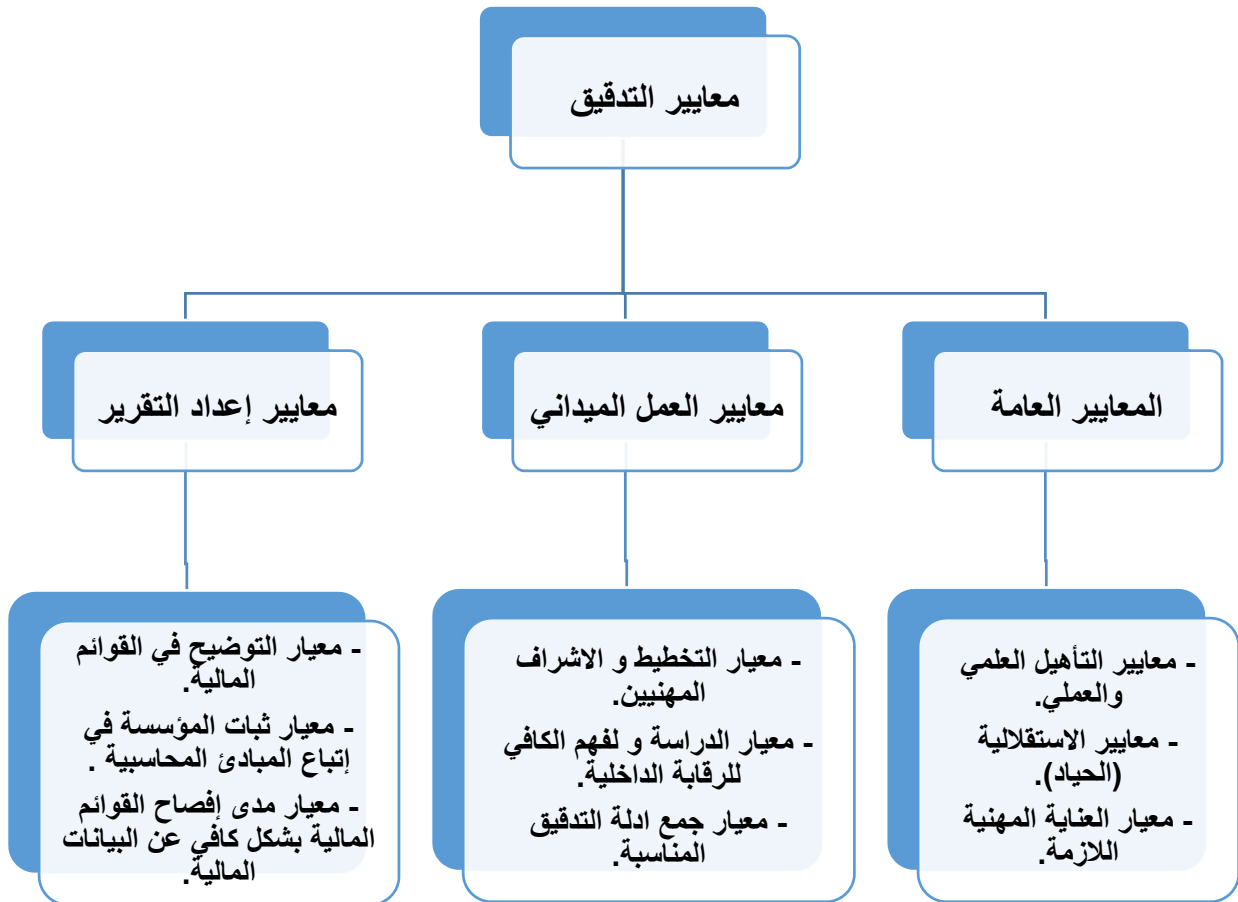 معايير التدقيق
المعايير العامة
معايير العمل الميداني
معايير إعداد التقرير
- معايير التأهيل العلمي
والعملي.
- معايير الاستقلالية
(الحياد).
- معيار العناية المهنية
اللازمة.
- معيار التخطيط و الاشراف
المهنيين.
- معيار الدراسة و لفهم الكافي
للرقابة الداخلية.
- معيار جمع ادلة التدقيق
المناسبة.
- معيار التوضيح في القوائم
المالية.
- معيار ثبات المؤسسة في
إتباع المبادئ المحاسبية .
- معيار مدى إفصاح القوائم
المالية بشكل كافي عن البيانات
المالية.